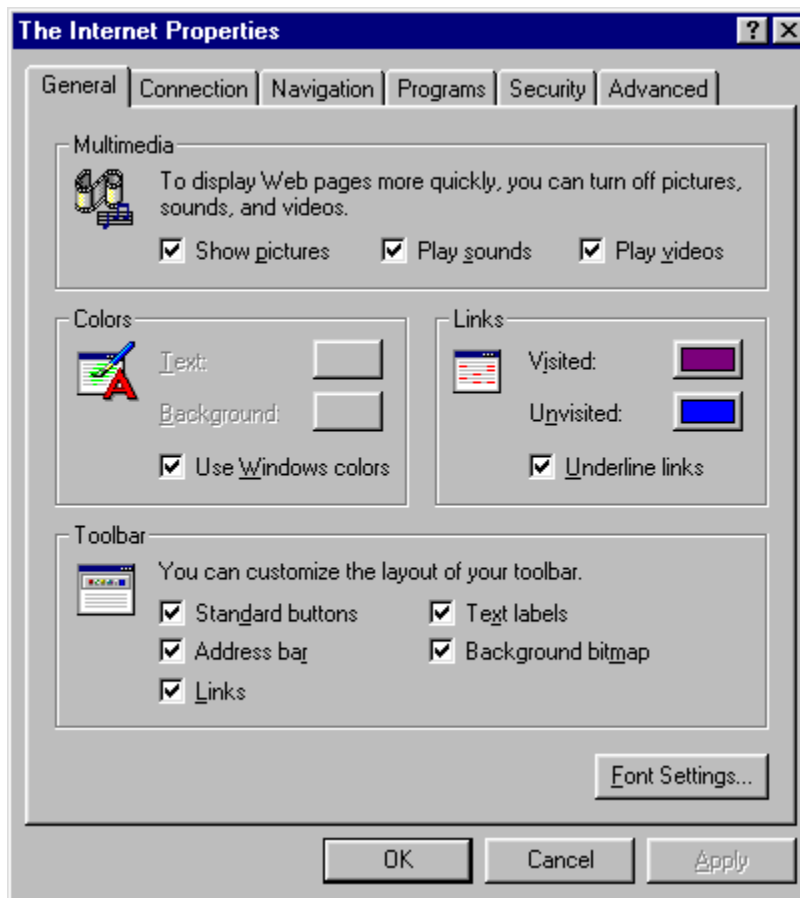 The Internet Properties
General Connection Navigation Programs Security Advanced
Multimedia
To display Web pages more quickly, you can turn off pictures,
sounds, and videos.
Show pictures Play sounds Play videos
Colors
Text:
Background:
Use Windows colors
Links
Visited:
Unvisited:
Underline links
Toolbar
You can customize the layout of your toolbar.
Standard buttons Text labels
Address bar Background bitmap
Links
Font Settings...
OK Cancel Apply